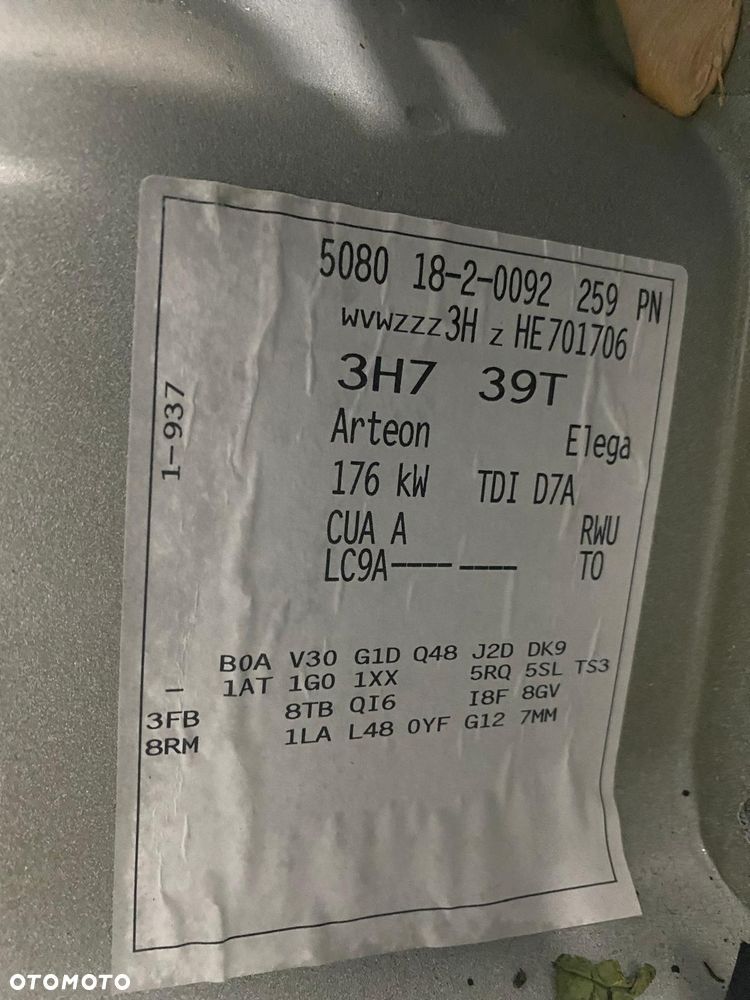 5080 18-2-0092 259 PN
WVWZZZ3H Z HE701706
3H7 39T
1-937
Arteon Elega
176 kW TDI D7A
CUA A RWU
LC9A---- ---- T0
B0A V30 G1D Q48 J2D DK9
- 1AT 1G0 1XX 5RQ 5SL TS3
3FB 8TB QI6 I8F 8GV
8RM 1LA L48 0YF G12 7MM
OTOMOTO